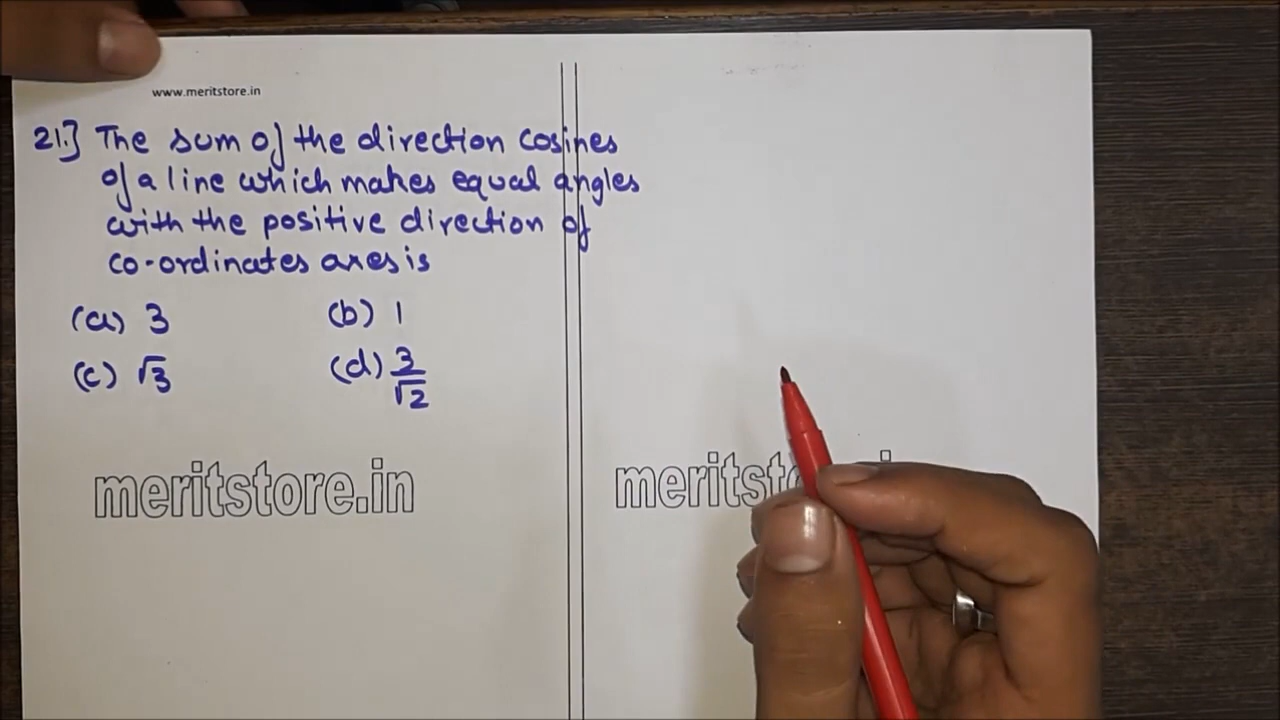 www.meritstore.in
21.] The sum of the direction cosines
of a line which makes equal angles
with the positive direction of
co-ordinates axes is
(a) 3 (b) 1
(c) √3 (d) 3/√2
meritstore.in
meritsto